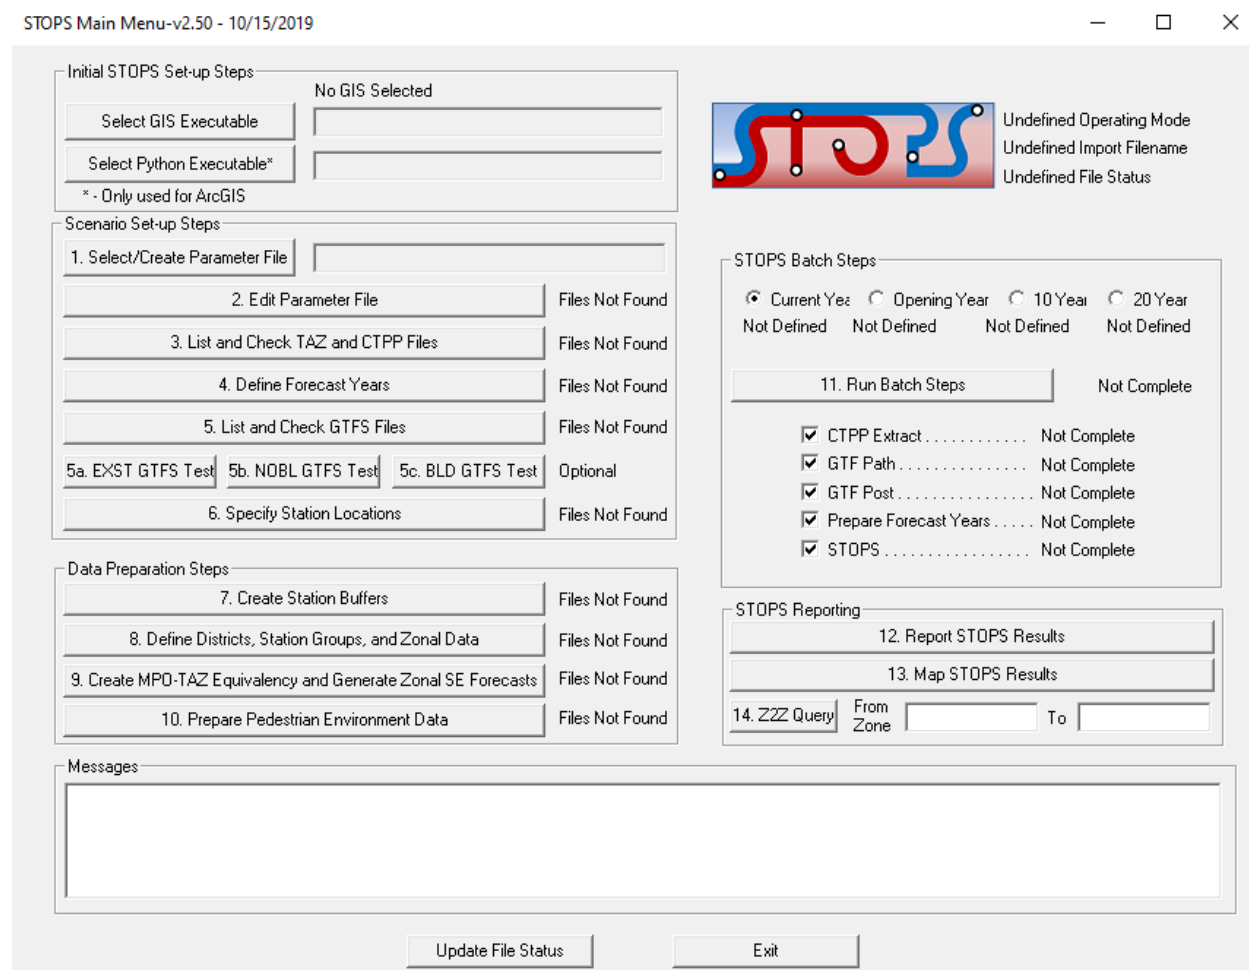 STOPS Main Menu-v2.50 - 10/15/2019
Initial STOPS Set-up Steps
No GIS Selected
Select GIS Executable
Select Python Executable*
* - Only used for ArcGIS
STOPS
Undefined Operating Mode
Undefined Import Filename
Undefined File Status
Scenario Set-up Steps
1. Select/Create Parameter File
2. Edit Parameter File Files Not Found
3. List and Check TAZ and CTPP Files Files Not Found
4. Define Forecast Years Files Not Found
5. List and Check GTFS Files Files Not Found
5a. EXST GTFS Test 5b. NOBL GTFS Test 5c. BLD GTFS Test Optional
6. Specify Station Locations Files Not Found
Data Preparation Steps
7. Create Station Buffers Files Not Found
8. Define Districts, Station Groups, and Zonal Data Files Not Found
9. Create MPO-TAZ Equivalency and Generate Zonal SE Forecasts Files Not Found
10. Prepare Pedestrian Environment Data Files Not Found
STOPS Batch Steps
Current Yea Opening Year 10 Year 20 Year
Not Defined Not Defined Not Defined Not Defined
11. Run Batch Steps Not Complete
CTPP Extract . . . . . . . . . . . . Not Complete
GTF Path . . . . . . . . . . . . . . . Not Complete
GTF Post . . . . . . . . . . . . . . . . Not Complete
Prepare Forecast Years . . . . . Not Complete
STOPS . . . . . . . . . . . . . . . . . Not Complete
STOPS Reporting
12. Report STOPS Results
13. Map STOPS Results
14. Z2Z Query From Zone To
Messages
Update File Status Exit